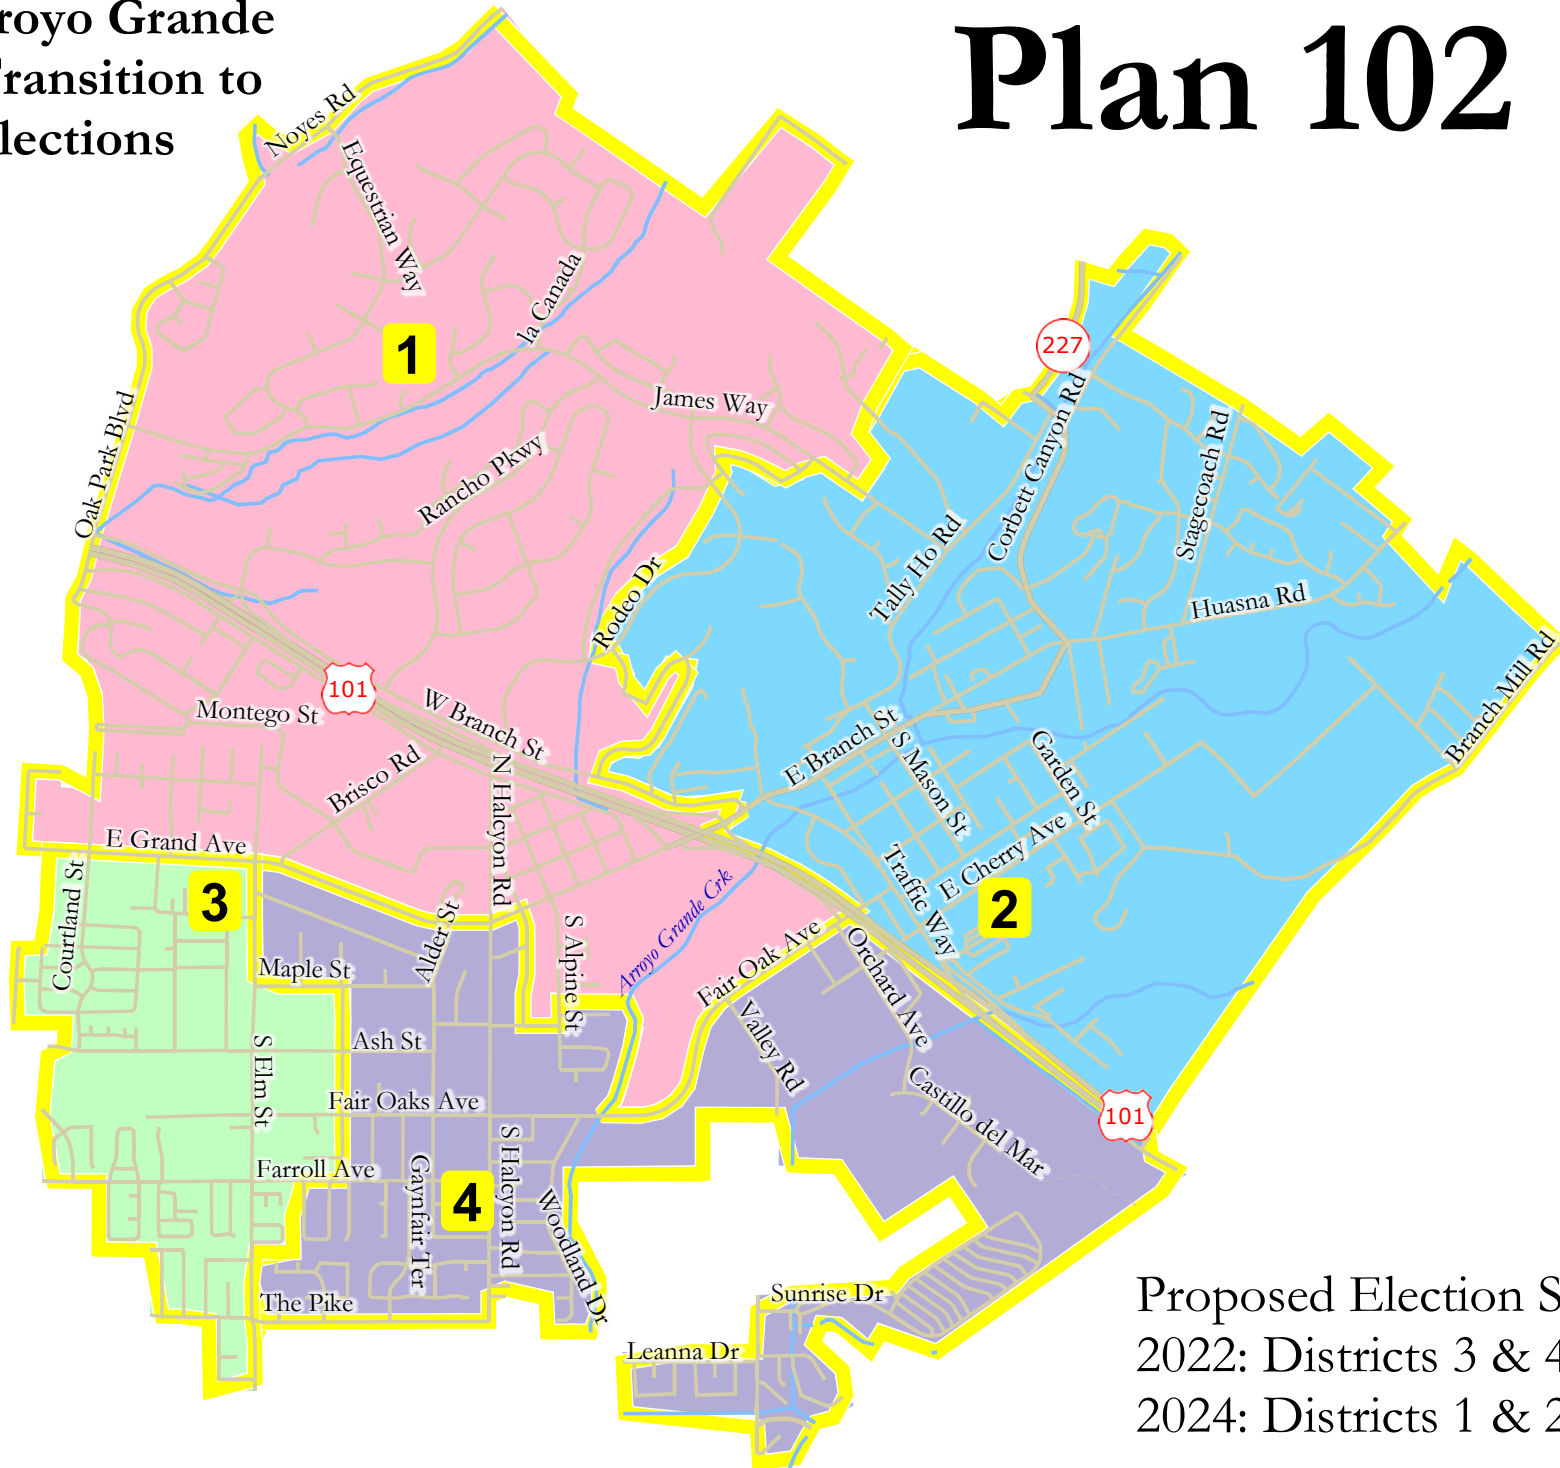 royo Grande
Transition to
lections
Plan 102
Noyes Rd
Equestrian Way
la Canada
227
1
James Way
Corbett Canyon Rd
Stagecoach Rd
Oak Park Blvd
Rancho Pkwy
Tally Ho Rd
Rodeo Dr
Huasna Rd
Branch Mill Rd
101
Montego St
W Branch St
E Branch St
S Mason St
Garden St
Brisco Rd
N Halcyon Rd
E Grand Ave
E Cherry Ave
Traffic Way
3
2
Courtland St
Alder St
S Alpine St
Arroyo Grande Crk
Fair Oak Ave
Orchard Ave
Maple St
Ash St
S Elm St
Valley Rd
Castillo del Mar
Fair Oaks Ave
101
Farroll Ave
Gaynfair Ter
4
S Halcyon Rd
Woodland Dr
The Pike
Sunrise Dr
Leanna Dr
Proposed Election S
2022: Districts 3 & 4
2024: Districts 1 & 2